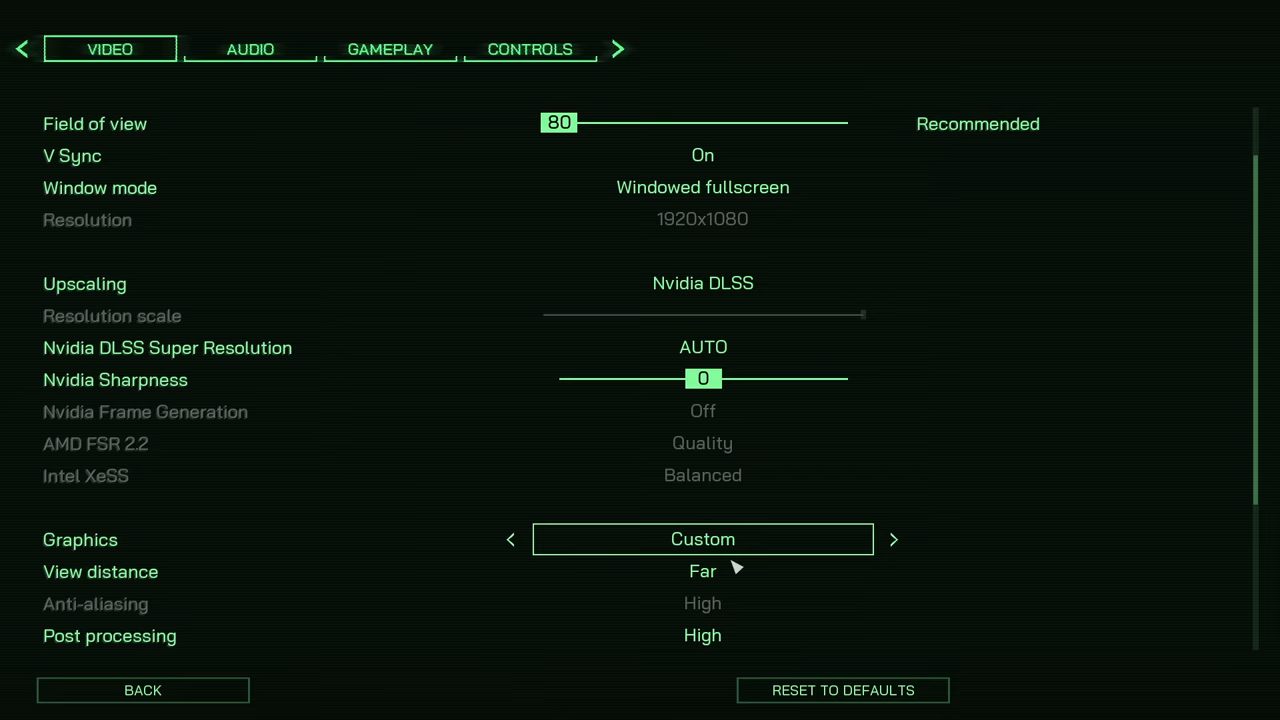 VIDEO AUDIO GAMEPLAY CONTROLS
Field of view 80 Recommended
V Sync On
Window mode Windowed fullscreen
Resolution 1920x1080
Upscaling Nvidia DLSS
Resolution scale
Nvidia DLSS Super Resolution AUTO
Nvidia Sharpness 0
Nvidia Frame Generation Off
AMD FSR 2.2 Quality
Intel XeSS Balanced
Graphics < Custom >
View distance Far
Anti-aliasing High
Post processing High
BACK RESET TO DEFAULTS